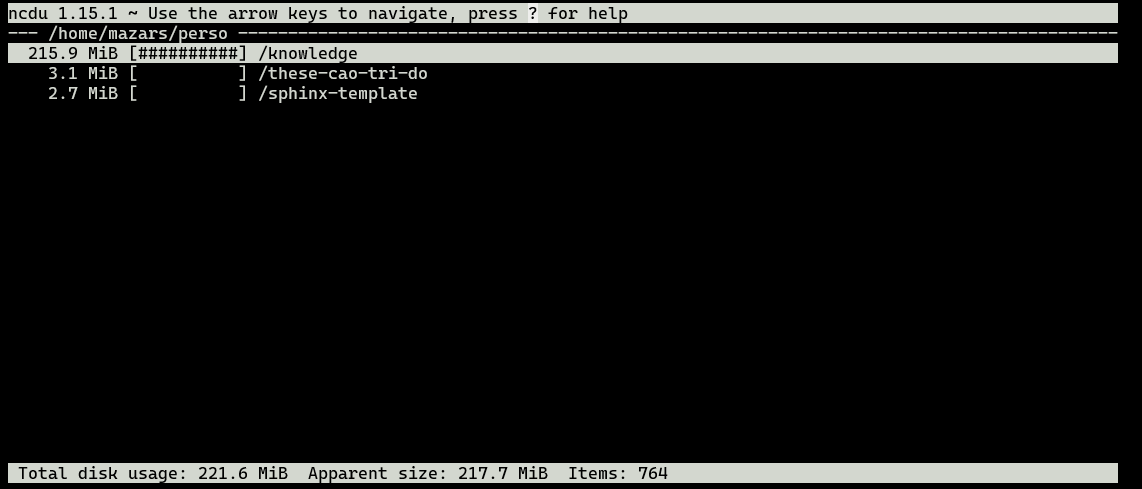 ncdu 1.15.1 ~ Use the arrow keys to navigate, press ? for help
--- /home/mazars/perso ----------------------------------------------------------------------------------------
  215.9 MiB [##########] /knowledge
    3.1 MiB [          ] /these-cao-tri-do
    2.7 MiB [          ] /sphinx-template
 Total disk usage: 221.6 MiB  Apparent size: 217.7 MiB  Items: 764